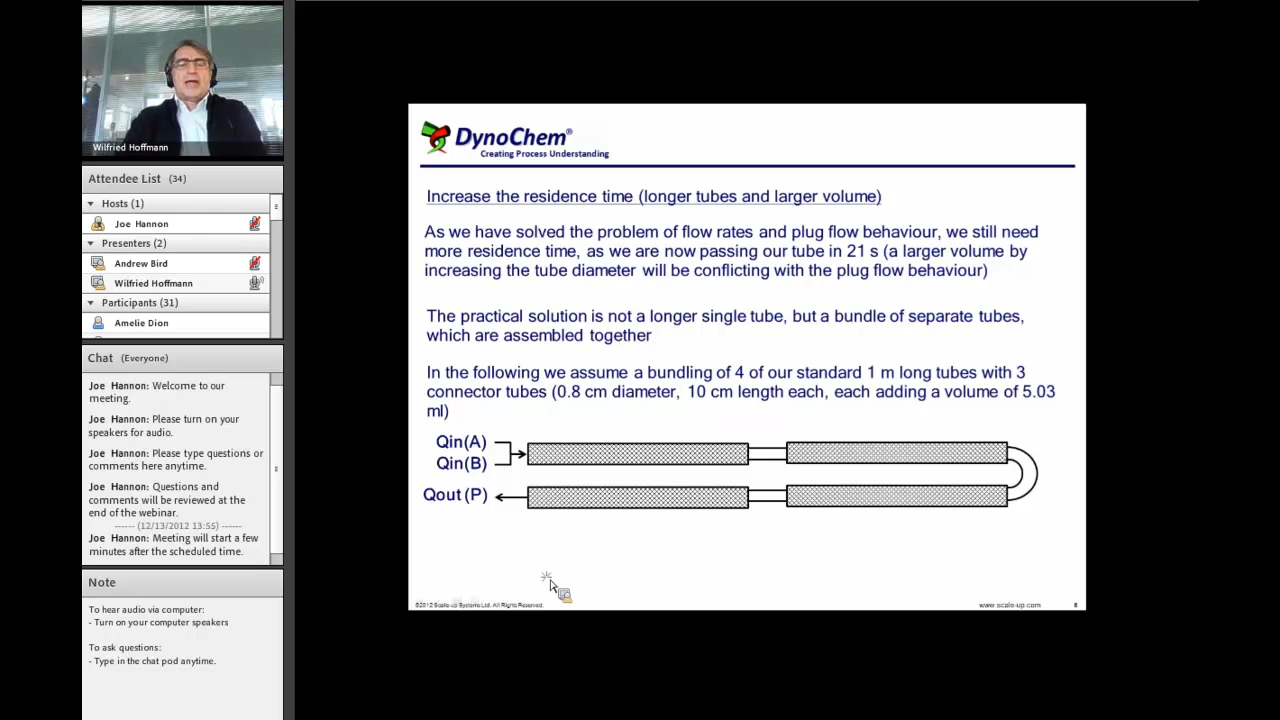 Wilfried Hoffmann
Attendee List (34)
Hosts (1)
Joe Hannon
Presenters (2)
Andrew Bird
Wilfried Hoffmann
Participants (31)
Amelie Dion
Chat (Everyone)
Joe Hannon: Welcome to our
meeting.
Joe Hannon: Please turn on your
speakers for audio.
Joe Hannon: Please type questions or
comments here anytime.
Joe Hannon: Questions and
comments will be reviewed at the
end of the webinar.
------ (12/13/2012 13:55) ------
Joe Hannon: Meeting will start a few
minutes after the scheduled time.
Note
To hear audio via computer:
- Turn on your computer speakers
To ask questions:
- Type in the chat pod anytime.
DynoChem®
Creating Process Understanding
Increase the residence time (longer tubes and larger volume)
As we have solved the problem of flow rates and plug flow behaviour, we still need
more residence time, as we are now passing our tube in 21 s (a larger volume by
increasing the tube diameter will be conflicting with the plug flow behaviour)
The practical solution is not a longer single tube, but a bundle of separate tubes,
which are assembled together
In the following we assume a bundling of 4 of our standard 1 m long tubes with 3
connector tubes (0.8 cm diameter, 10 cm length each, each adding a volume of 5.03
ml)
Qin(A)
Qin(B)
Qout (P)
©2012 Scale-up Systems Ltd. All Rights Reserved.
www.scale-up.com